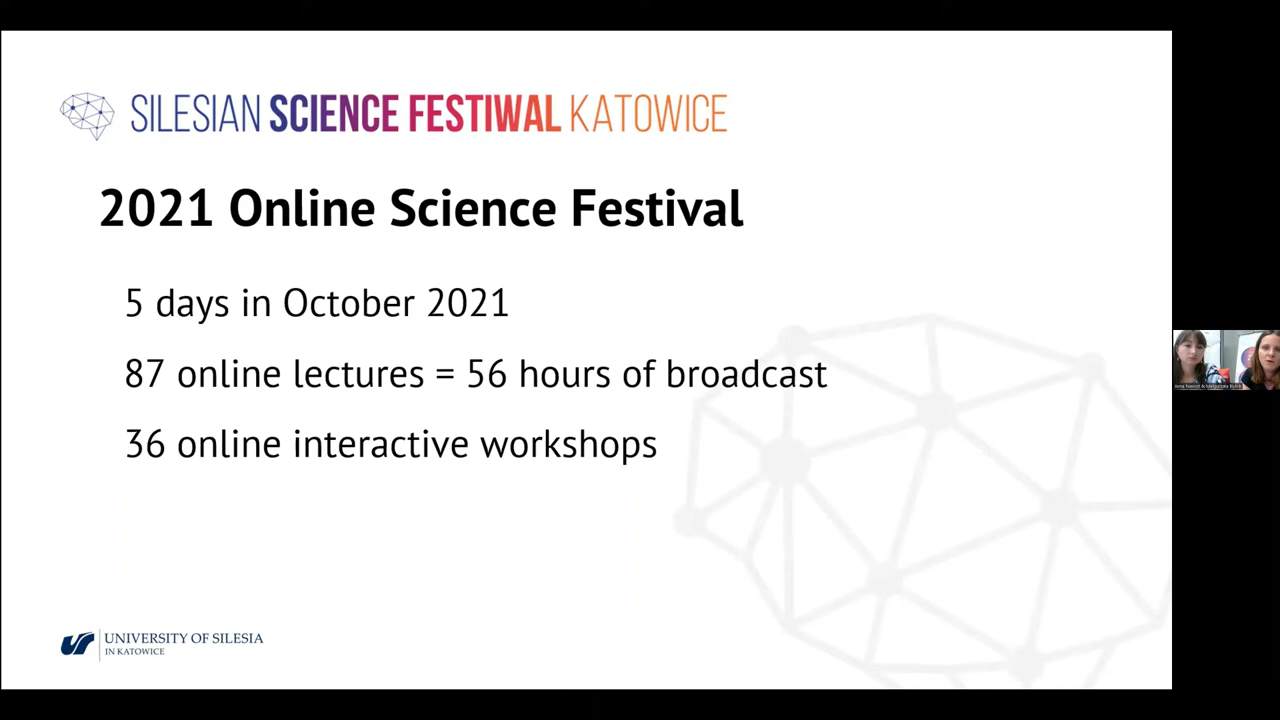 SILESIAN SCIENCE FESTIWAL KATOWICE
2021 Online Science Festival
5 days in October 2021
87 online lectures = 56 hours of broadcast
36 online interactive workshops
UNIVERSITY OF SILESIA
IN KATOWICE